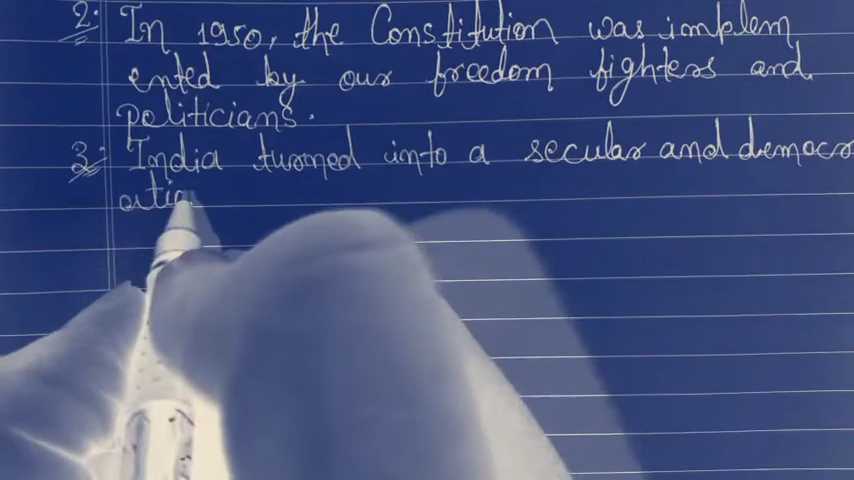 2. In 1950, the Constitution was implem
ented by our freedom fighters and
politicians.
3. India turned into a secular and democr
atic